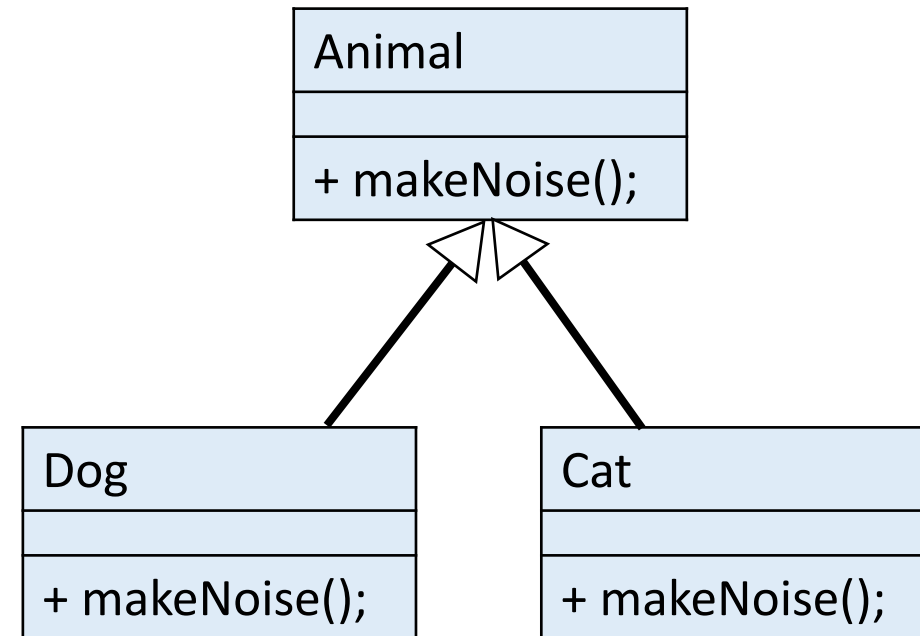 Animal
+ makeNoise();
Dog
+ makeNoise();
Cat
+ makeNoise();